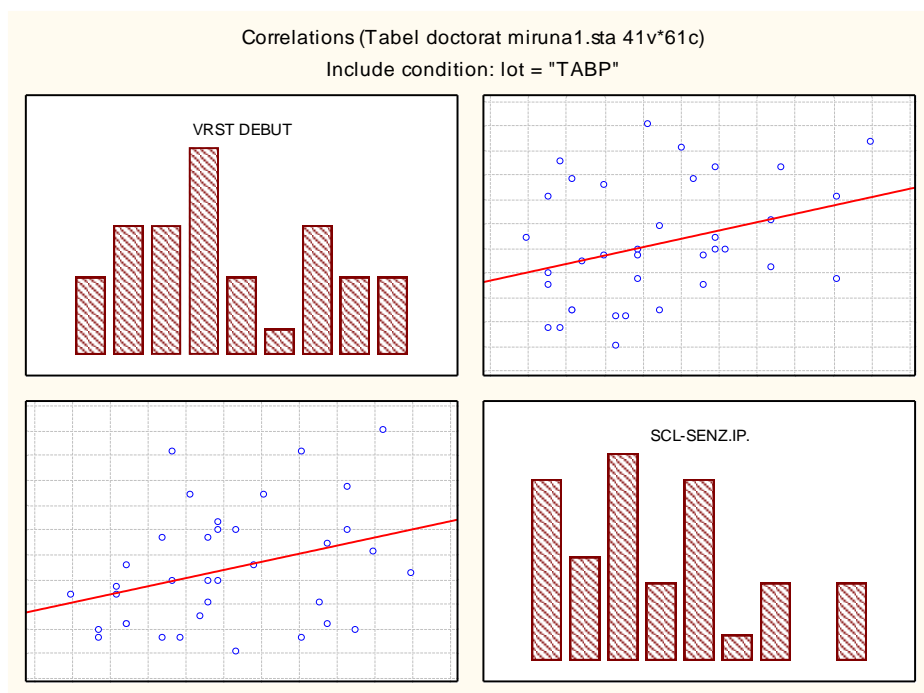 Correlations (Tabel doctorat miruna1.sta 41v*61c)
Include condition: lot = "TABP"
VRST DEBUT
SCL-SENZ.IP.